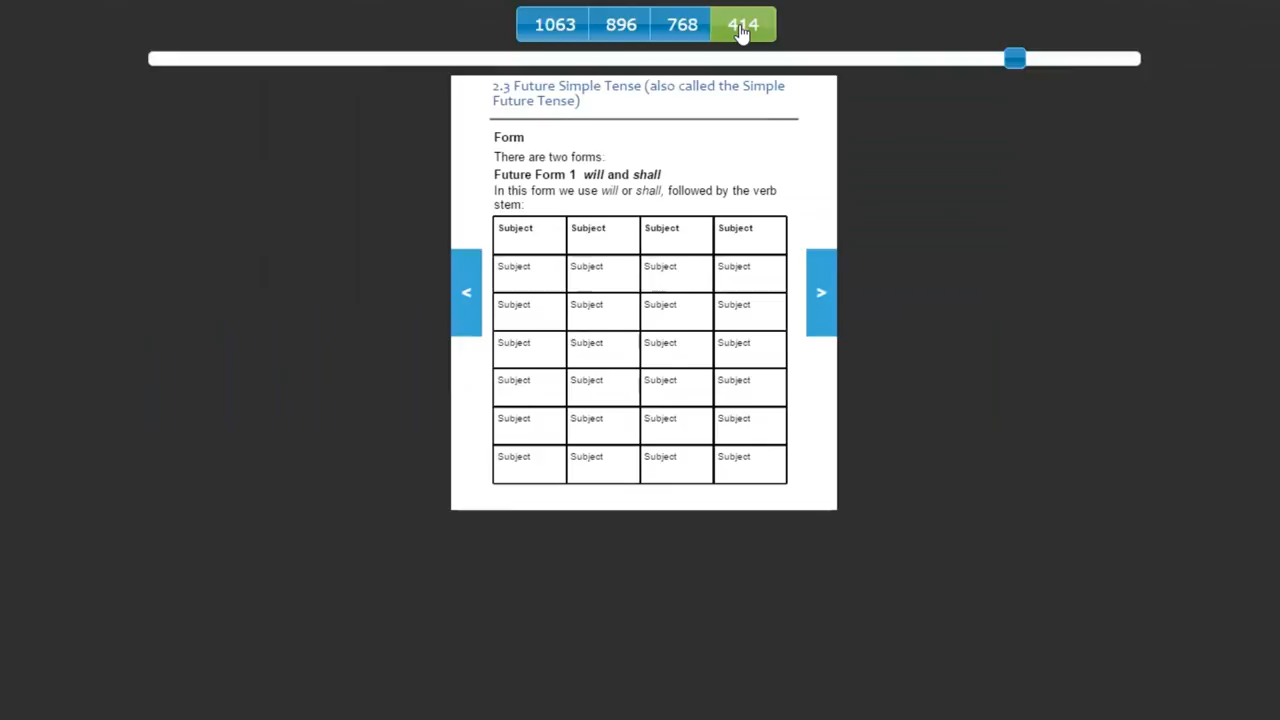 1063 896 768 414
2.3 Future Simple Tense (also called the Simple
Future Tense)
Form
There are two forms:
Future Form 1 will and shall
In this form we use will or shall, followed by the verb
stem:
Subject Subject Subject Subject
Subject Subject Subject Subject
Subject Subject Subject Subject
< >
Subject Subject Subject Subject
Subject Subject Subject Subject
Subject Subject Subject Subject
Subject Subject Subject Subject